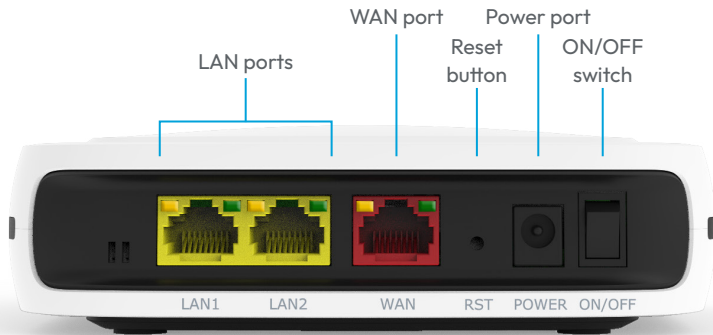 WAN port
Power port
LAN ports
Reset
button
ON/OFF
switch
LAN1
LAN2
WAN
RST
POWER
ON/OFF